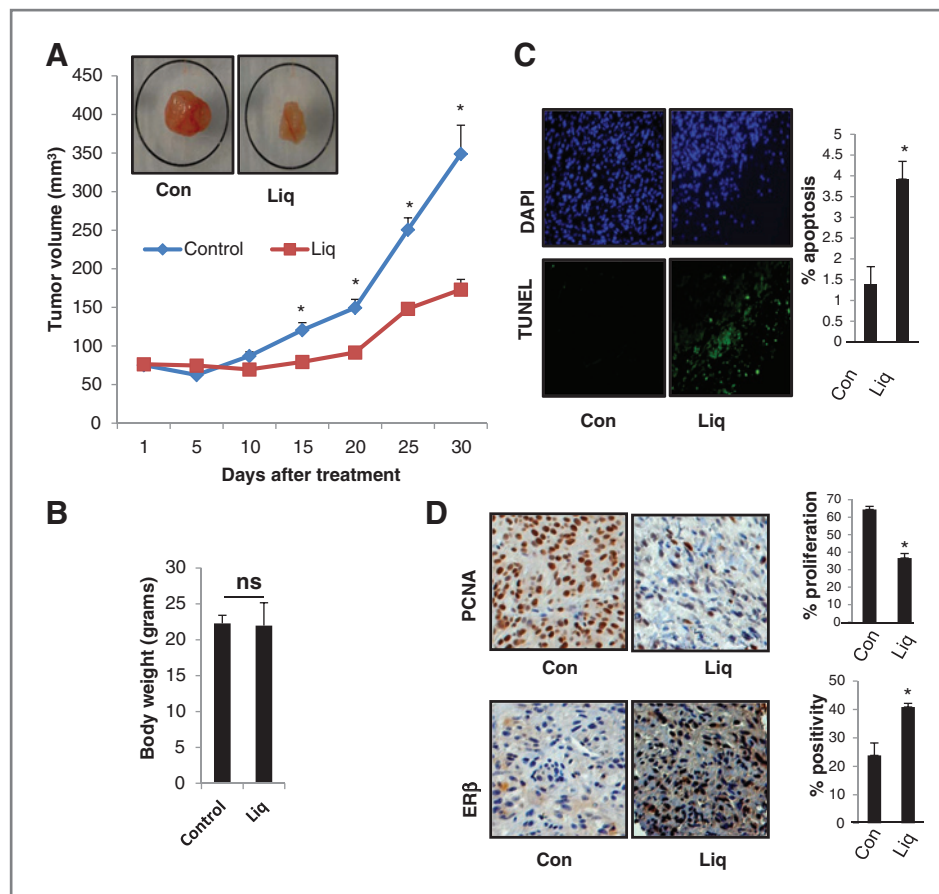 A
450
400
350
300
250
200
150
100
50
0
Tumor volume (mm³)
Con
Liq
Control
Liq
*
*
*
*
1 5 10 15 20 25 30
Days after treatment
B
30
25
20
15
10
5
0
Body weight (grams)
ns
Control
Liq
C
DAPI
TUNEL
Con
Liq
5
4.5
4
3.5
3
2.5
2
1.5
1
0.5
0
% apoptosis
*
Con
Liq
D
PCNA
Con
Liq
70
60
50
40
30
20
10
0
% proliferation
*
Con
Liq
ERβ
Con
Liq
40
30
20
10
0
% positivity
*
Con
Liq